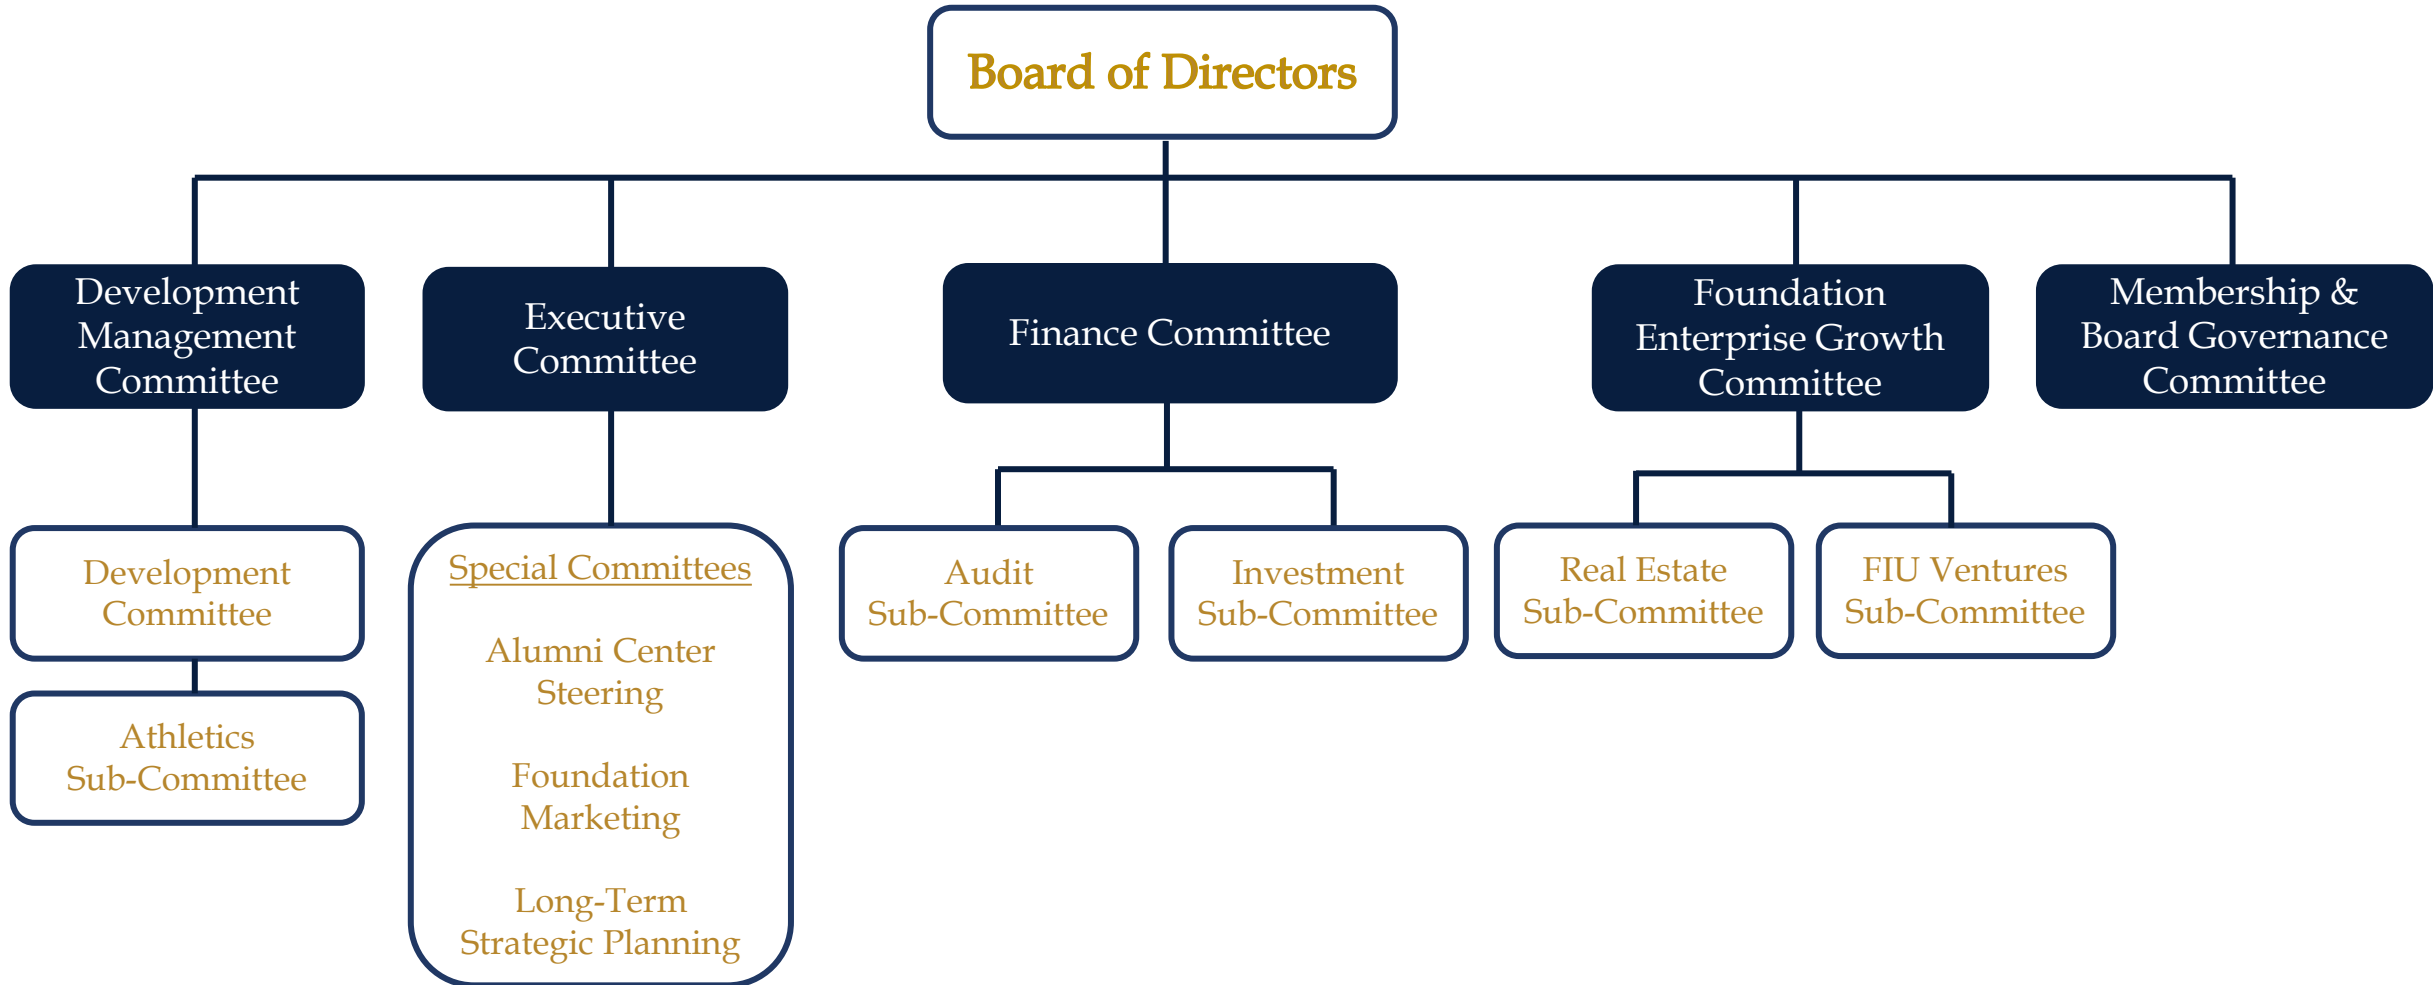 Board of Directors
Development
Management
Committee
Executive
Committee
Finance Committee
Foundation
Enterprise Growth
Committee
Membership &
Board Governance
Committee
Development
Committee
Athletics
Sub-Committee
Special Committees
Alumni Center
Steering
Foundation
Marketing
Long-Term
Strategic Planning
Audit
Sub-Committee
Investment
Sub-Committee
Real Estate
Sub-Committee
FIU Ventures
Sub-Committee